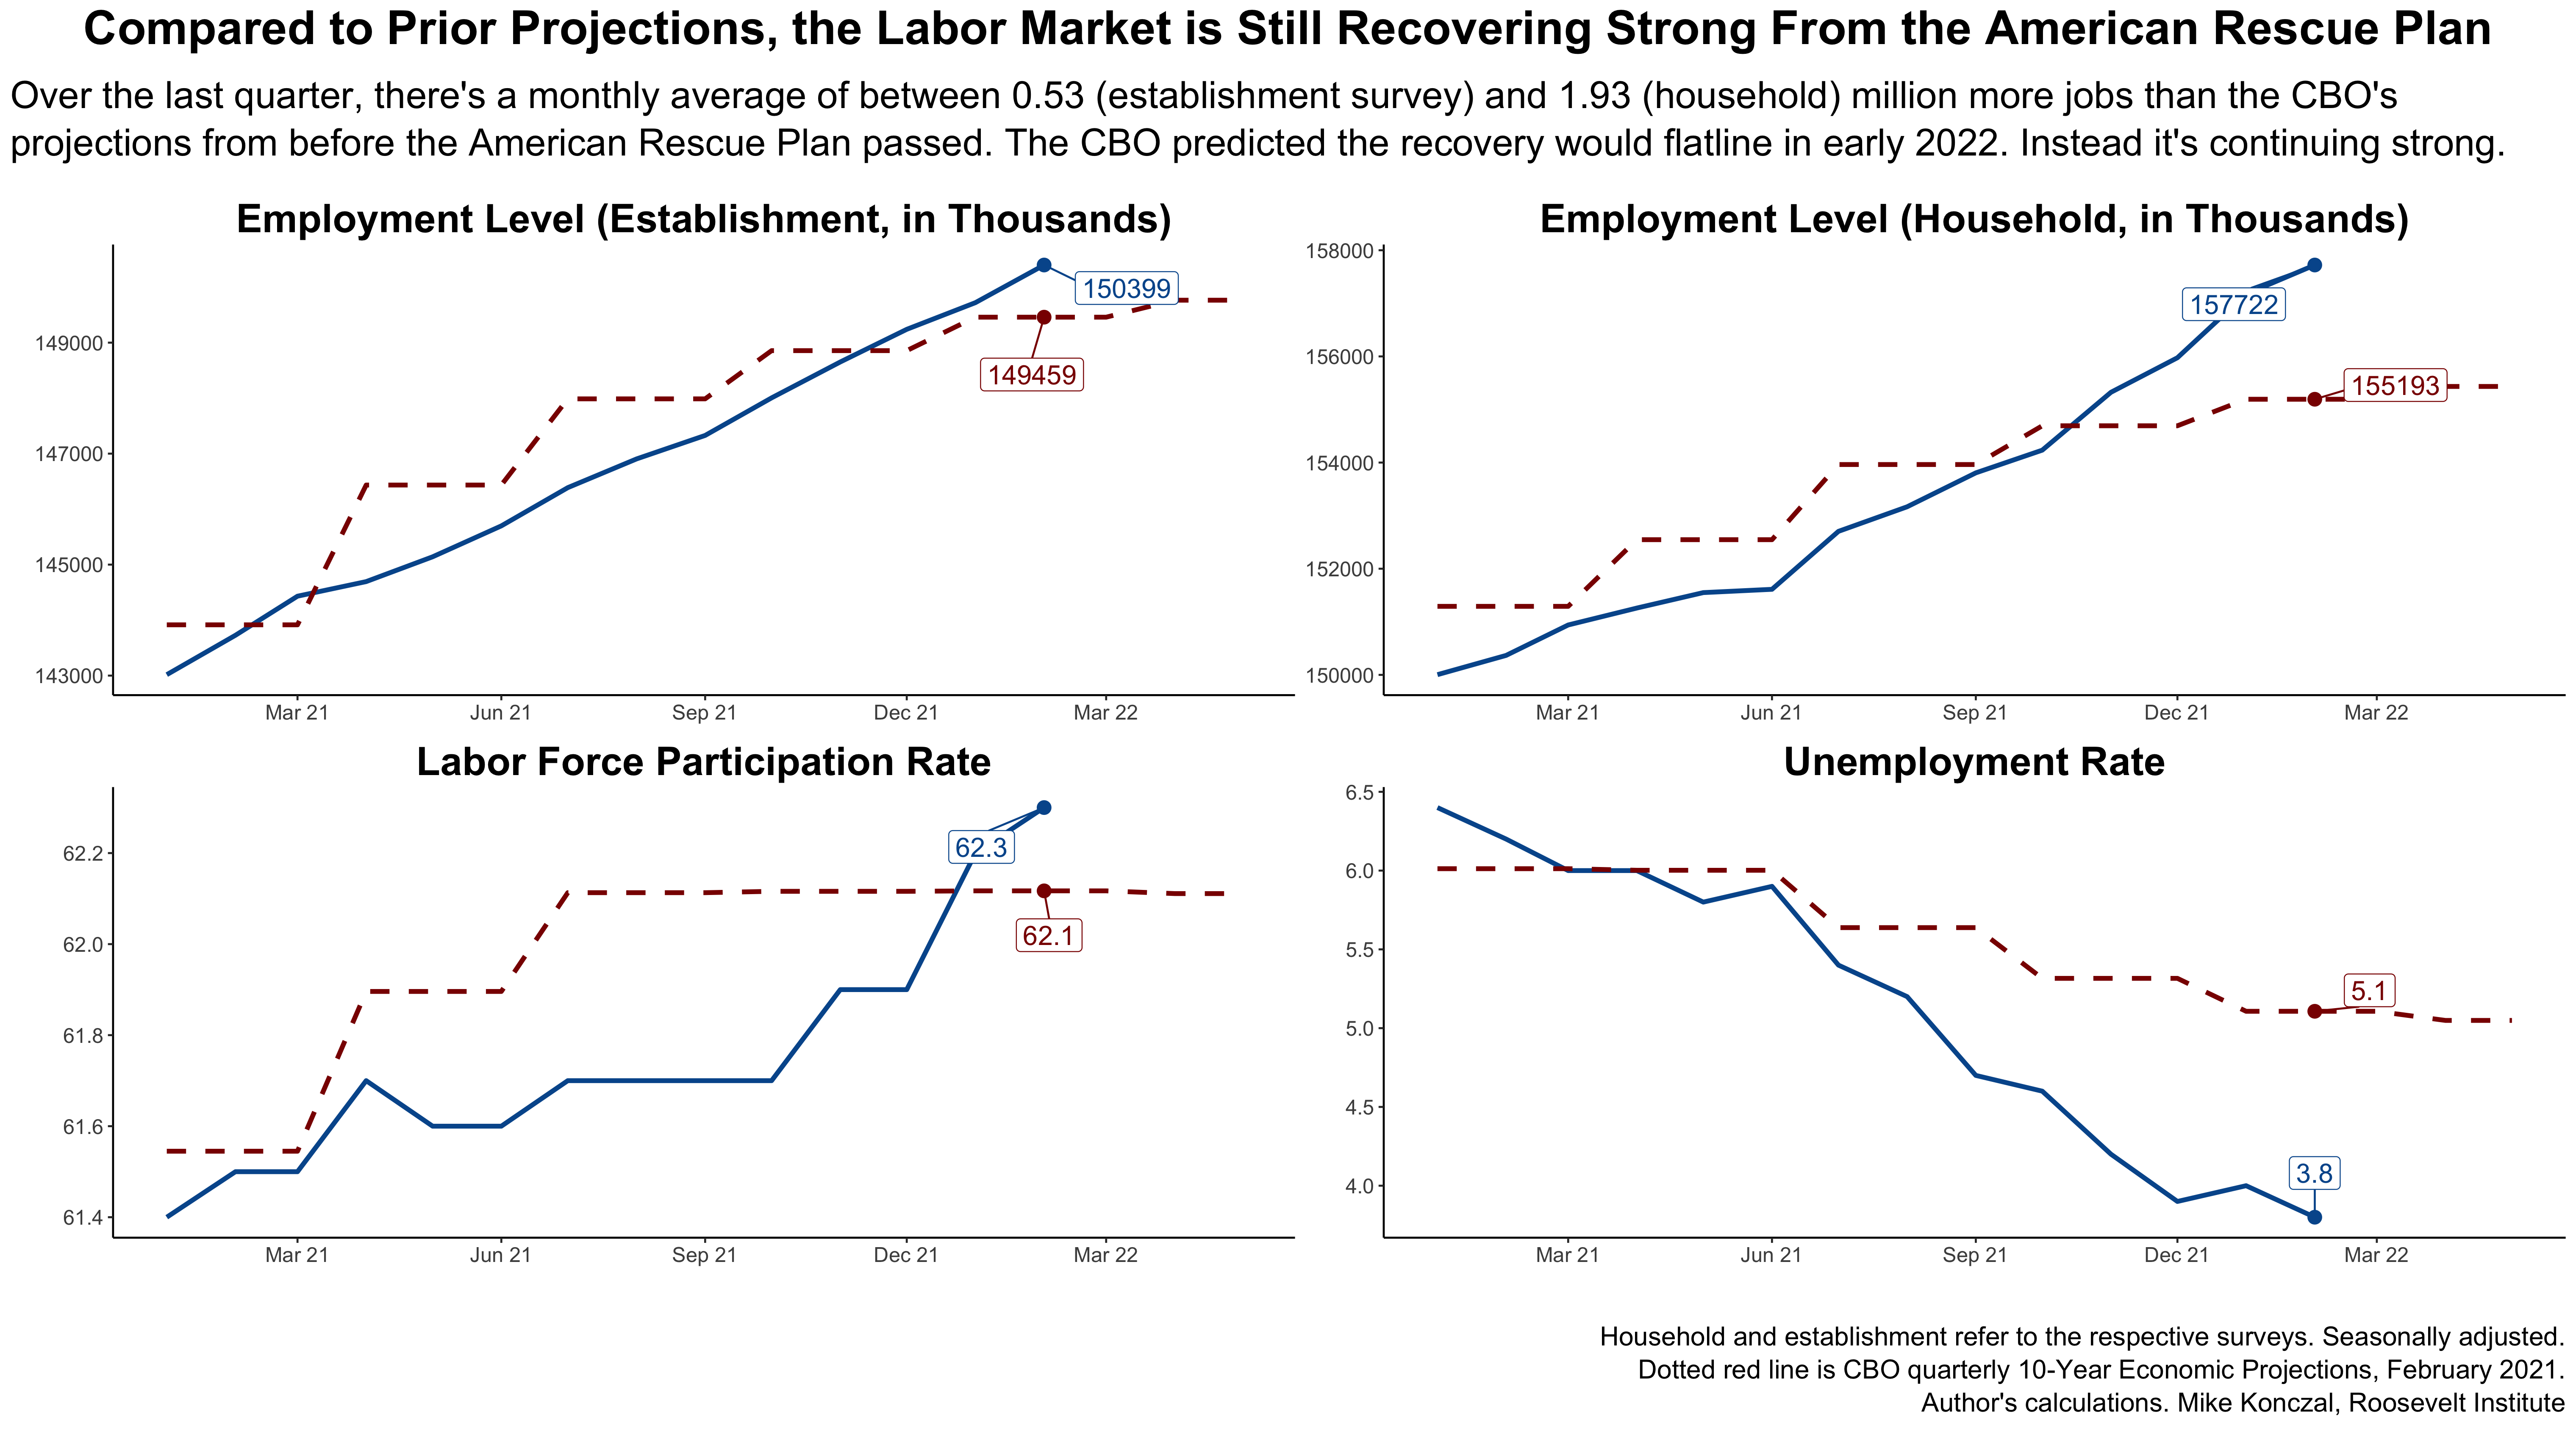 Compared to Prior Projections, the Labor Market is Still Recovering Strong From the American Rescue Plan
Over the last quarter, there's a monthly average of between 0.53 (establishment survey) and 1.93 (household) million more jobs than the CBO's
projections from before the American Rescue Plan passed. The CBO predicted the recovery would flatline in early 2022. Instead it's continuing strong.
Employment Level (Establishment, in Thousands)
149000
147000
145000
143000
150399
149459
Mar 21
Jun 21
Sep 21
Dec 21
Mar 22
Employment Level (Household, in Thousands)
158000
156000
154000
152000
150000
157722
155193
Mar 21
Jun 21
Sep 21
Dec 21
Mar 22
Labor Force Participation Rate
62.2
62.0
61.8
61.6
61.4
62.3
62.1
Mar 21
Jun 21
Sep 21
Dec 21
Mar 22
Unemployment Rate
6.5
6.0
5.5
5.0
4.5
4.0
5.1
3.8
Mar 21
Jun 21
Sep 21
Dec 21
Mar 22
Household and establishment refer to the respective surveys. Seasonally adjusted.
Dotted red line is CBO quarterly 10-Year Economic Projections, February 2021.
Author's calculations. Mike Konczal, Roosevelt Institute